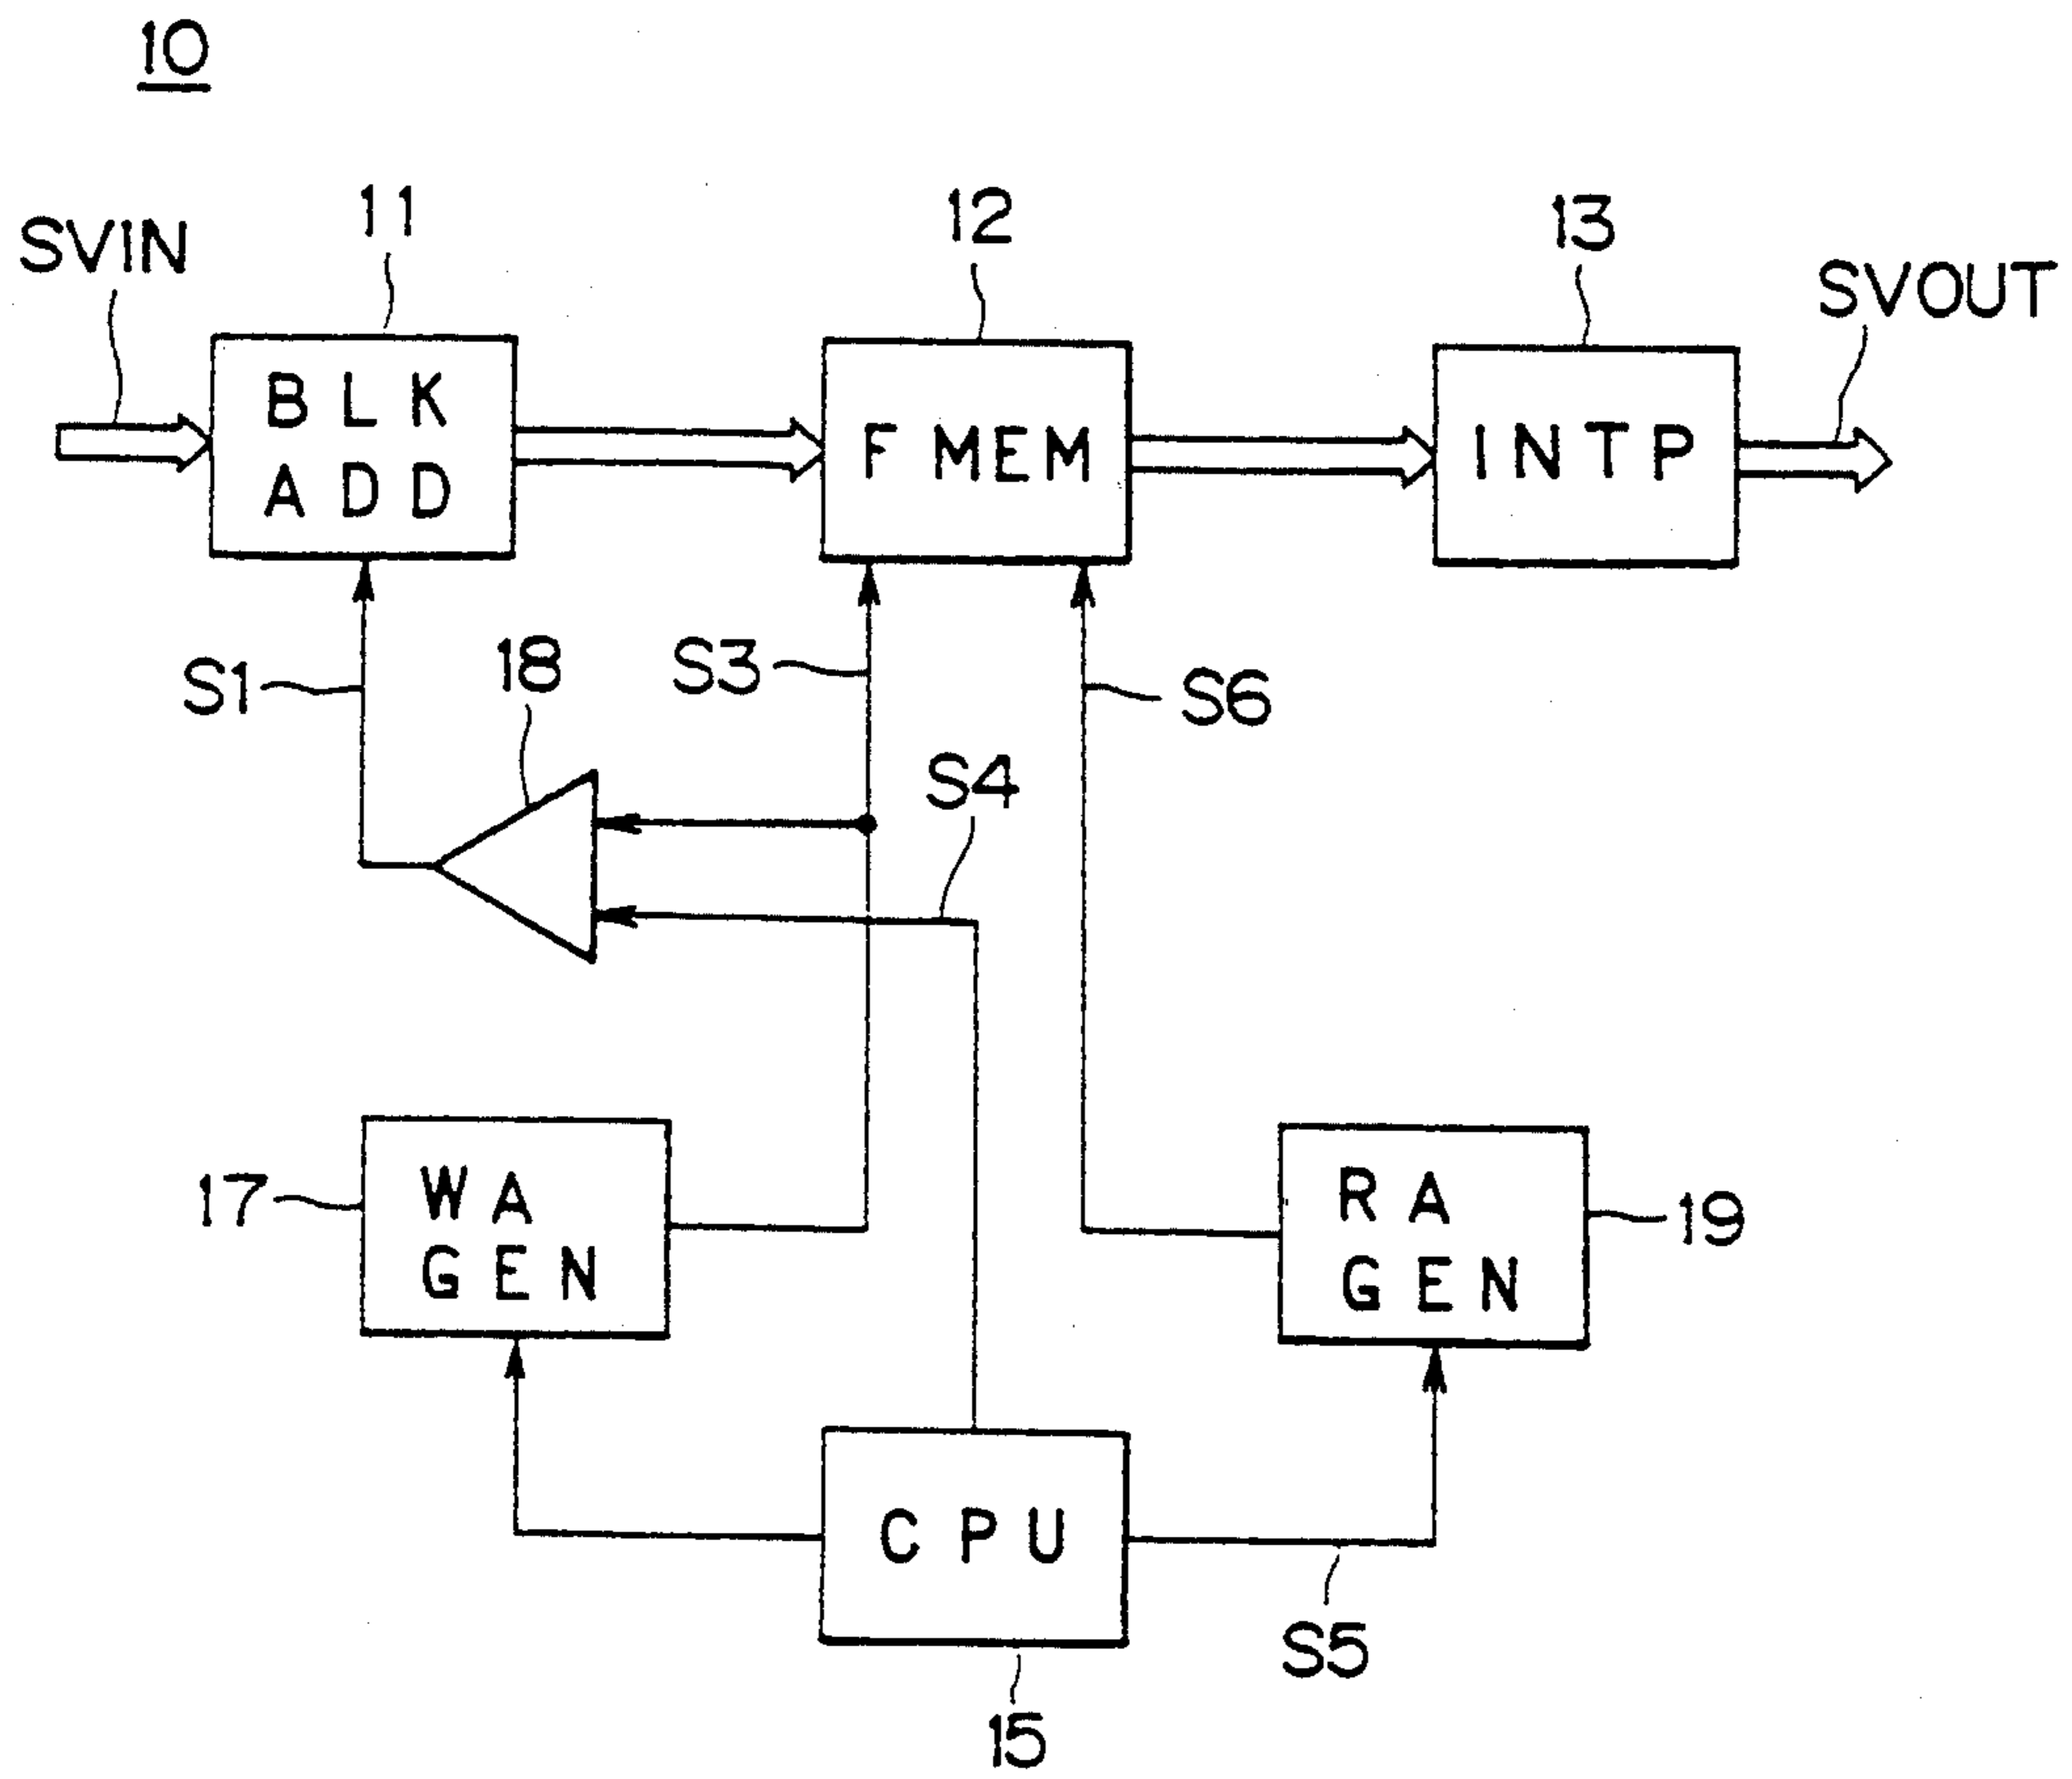 10
11
12
13
SVIN
SVOUT
BLK
ADD
F MEM
INTP
S1
18
S3
S6
S4
17
WA
GEN
RA
GEN
19
CPU
S5
15